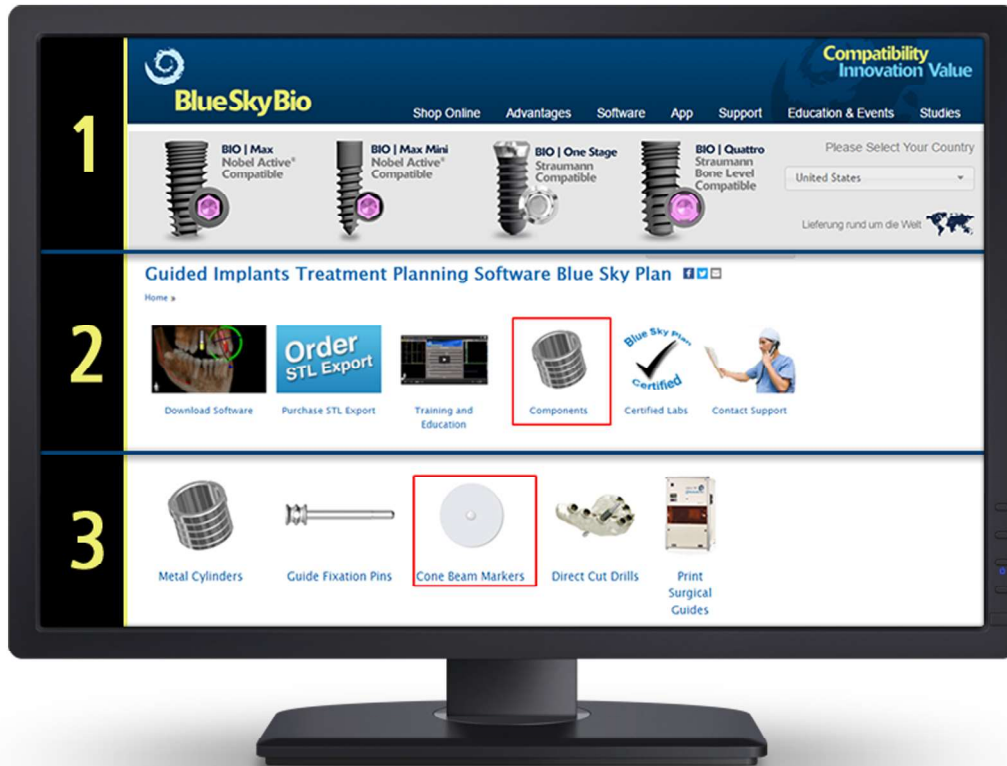 1
Compatibility
Innovation Value
BlueSkyBio
Shop Online Advantages Software App Support Education & Events Studies
BIO | Max
Nobel Active®
Compatible
BIO | Max Mini
Nobel Active®
Compatible
BIO | One Stage
Straumann
Compatible
BIO | Quattro
Straumann
Bone Level
Compatible
Please Select Your Country
United States
Lieferung rund um die Welt
2
Guided Implants Treatment Planning Software Blue Sky Plan
Home »
Order
STL Export
Blue Sky Plan
Certified
Download Software
Purchase STL Export
Training and
Education
Components
Certified Labs
Contact Support
3
Metal Cylinders
Guide Fixation Pins
Cone Beam Markers
Direct Cut Drills
Print
Surgical
Guides